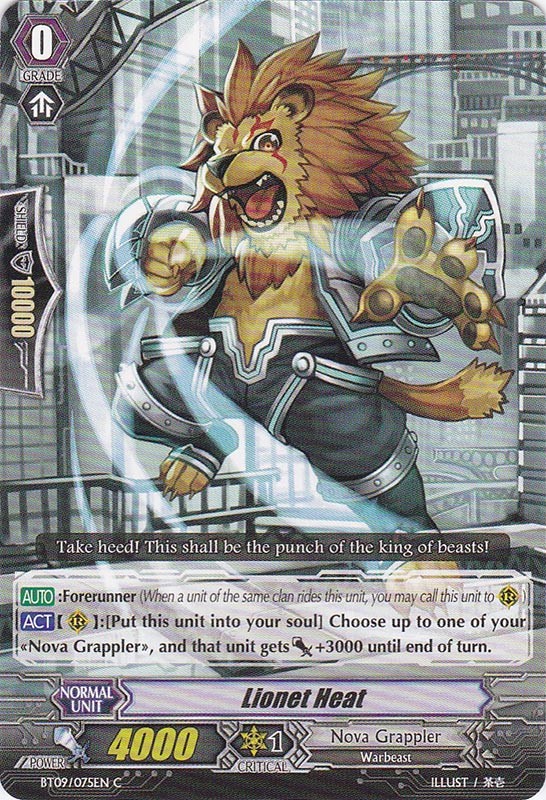 0
GRADE
SHIELD
10000
Take heed! This shall be the punch of the king of beasts!
AUTO :Forerunner (When a unit of the same clan rides this unit, you may call this unit to R)
ACT【R】:[Put this unit into your soul] Choose up to one of your
«Nova Grappler», and that unit gets +3000 until end of turn.
NORMAL
UNIT
Lionet Heat
POWER
4000
1
CRITICAL
Nova Grappler
Warbeast
BT09/075EN C
ILLUST / 茶壱